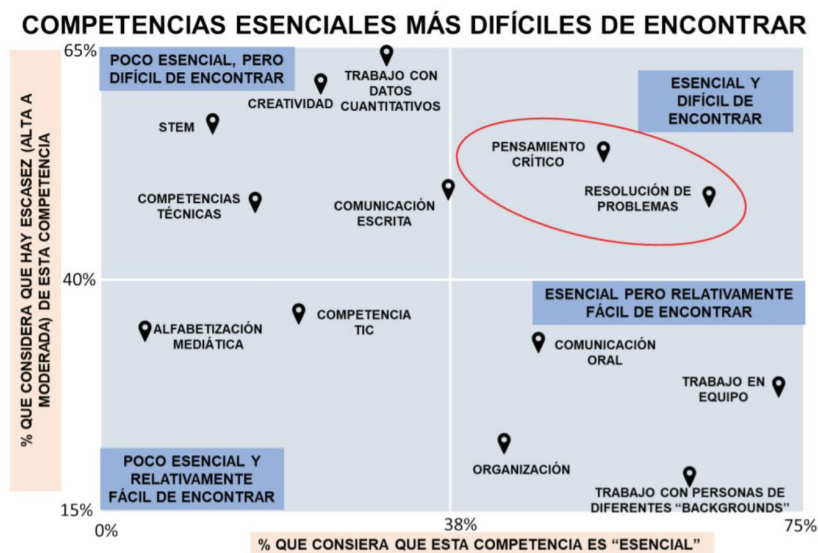 COMPETENCIAS ESENCIALES MÁS DIFÍCILES DE ENCONTRAR
% QUE CONSIDERA QUE HAY ESCASEZ (ALTA A
MODERADA) DE ESTA COMPETENCIA
65%
POCO ESENCIAL, PERO
DIFÍCIL DE ENCONTRAR
TRABAJO CON
DATOS
CUANTITATIVOS
CREATIVIDAD
STEM
ESENCIAL Y
DIFÍCIL DE
ENCONTRAR
PENSAMIENTO
CRÍTICO
RESOLUCIÓN DE
PROBLEMAS
COMPETENCIAS
TÉCNICAS
COMUNICACIÓN
ESCRITA
40%
ESENCIAL PERO RELATIVAMENTE
FÁCIL DE ENCONTRAR
ALFABETIZACIÓN
MEDIÁTICA
COMPETENCIA
TIC
COMUNICACIÓN
ORAL
TRABAJO EN
EQUIPO
POCO ESENCIAL Y
RELATIVAMENTE
FÁCIL DE ENCONTRAR
ORGANIZACIÓN
TRABAJO CON PERSONAS DE
DIFERENTES “BACKGROUNDS”
15%
0%
38%
75%
% QUE CONSIERA QUE ESTA COMPETENCIA ES “ESENCIAL”